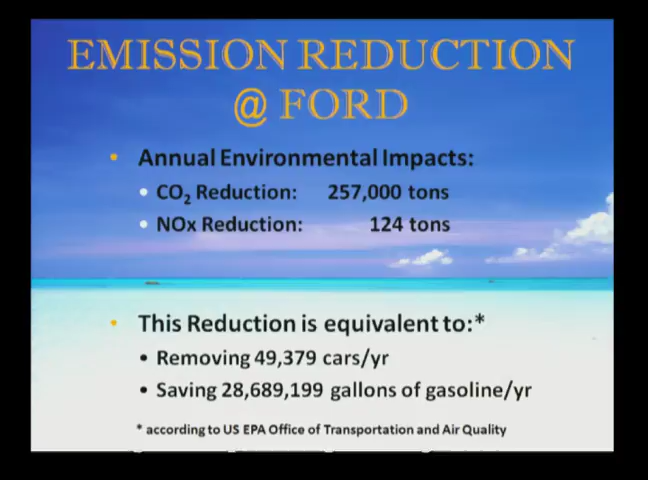 EMISSION REDUCTION
@ FORD
• Annual Environmental Impacts:
• CO₂ Reduction: 257,000 tons
• NOx Reduction: 124 tons
• This Reduction is equivalent to:*
• Removing 49,379 cars/yr
• Saving 28,689,199 gallons of gasoline/yr
* according to US EPA Office of Transportation and Air Quality